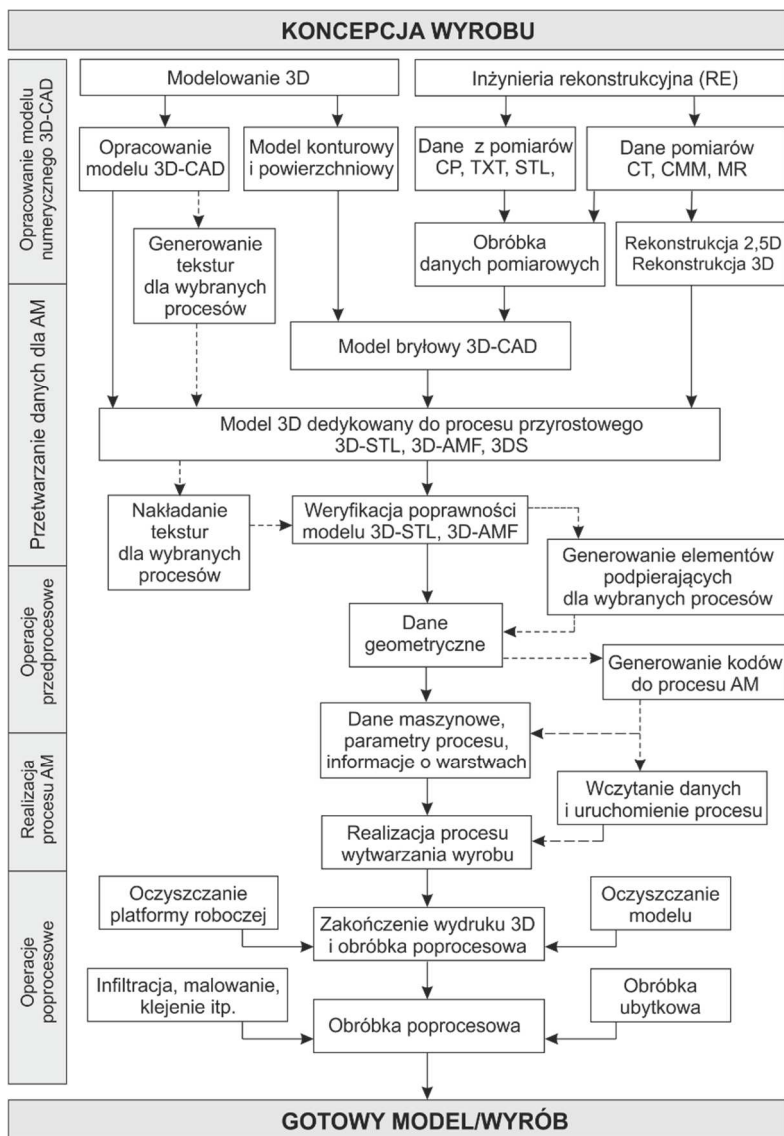 KONCEPCJA WYROBU
Opracowanie modelu
numerycznego 3D-CAD
Modelowanie 3D
Inżynieria rekonstrukcyjna (RE)
Opracowanie
modelu 3D-CAD
Model konturowy
i powierzchniowy
Dane z pomiarów
CP, TXT, STL,
Dane pomiarów
CT, CMM, MR
Generowanie
tekstur
dla wybranych
procesów
Obróbka
danych pomiarowych
Rekonstrukcja 2,5D
Rekonstrukcja 3D
Przetwarzanie danych dla AM
Model bryłowy 3D-CAD
Model 3D dedykowany do procesu przyrostowego
3D-STL, 3D-AMF, 3DS
Nakładanie
tekstur
dla wybranych
procesów
Weryfikacja poprawności
modelu 3D-STL, 3D-AMF
Generowanie elementów
podpierających
dla wybranych procesów
Operacje
przedprocesowe
Dane
geometryczne
Generowanie kodów
do procesu AM
Dane maszynowe,
parametry procesu,
informacje o warstwach
Realizacja
procesu AM
Wczytanie danych
i uruchomienie procesu
Realizacja procesu
wytwarzania wyrobu
Operacje
poprocesowe
Oczyszczanie
platformy roboczej
Zakończenie wydruku 3D
i obróbka poprocesowa
Oczyszczanie
modelu
Infiltracja, malowanie,
klejenie itp.
Obróbka poprocesowa
Obróbka
ubytkowa
GOTOWY MODEL/WYRÓB